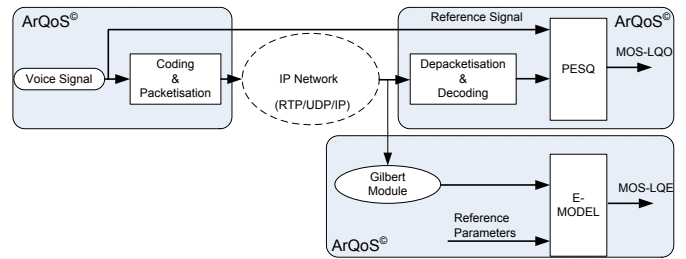 ArQoS©
Reference Signal
ArQoS©
MOS-LQO
Voice Signal
Coding
&
Packetisation
IP Network
(RTP/UDP/IP)
Depacketisation
&
Decoding
PESQ
Gilbert
Module
MOS-LQE
E-
MODEL
Reference
Parameters
ArQoS©